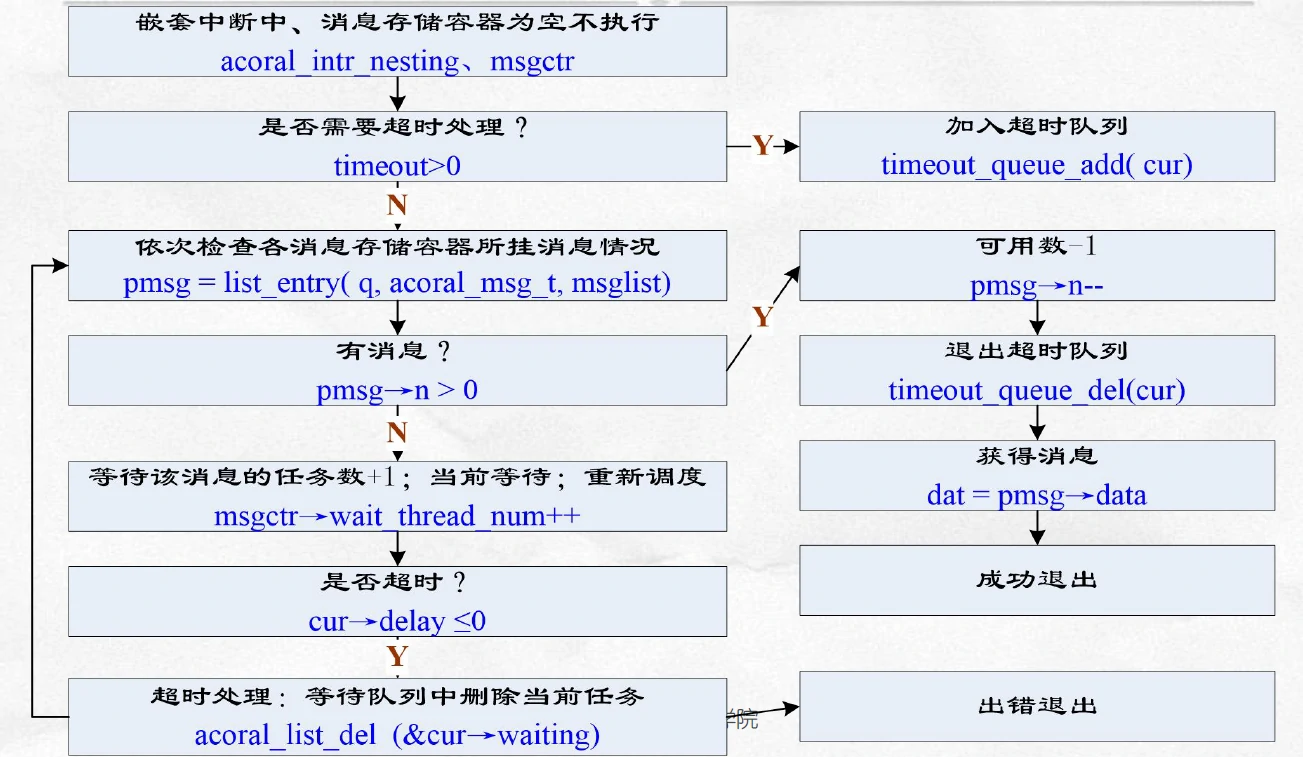 嵌套中断中、消息存储容器为空不执行
acoral_intr_nesting、msgctr
是否需要超时处理？
timeout>0
Y
加入超时队列
timeout_queue_add( cur)
N
依次检查各消息存储容器所挂消息情况
pmsg = list_entry( q, acoral_msg_t, msglist)
有消息？
pmsg→n > 0
Y
可用数-1
pmsg→n--
退出超时队列
timeout_queue_del(cur)
获得消息
dat = pmsg→data
成功退出
N
等待该消息的任务数+1；当前等待；重新调度
msgctr→wait_thread_num++
是否超时？
cur→delay ≤0
Y
超时处理：等待队列中删除当前任务
acoral_list_del (&cur→waiting)
学院
出错退出